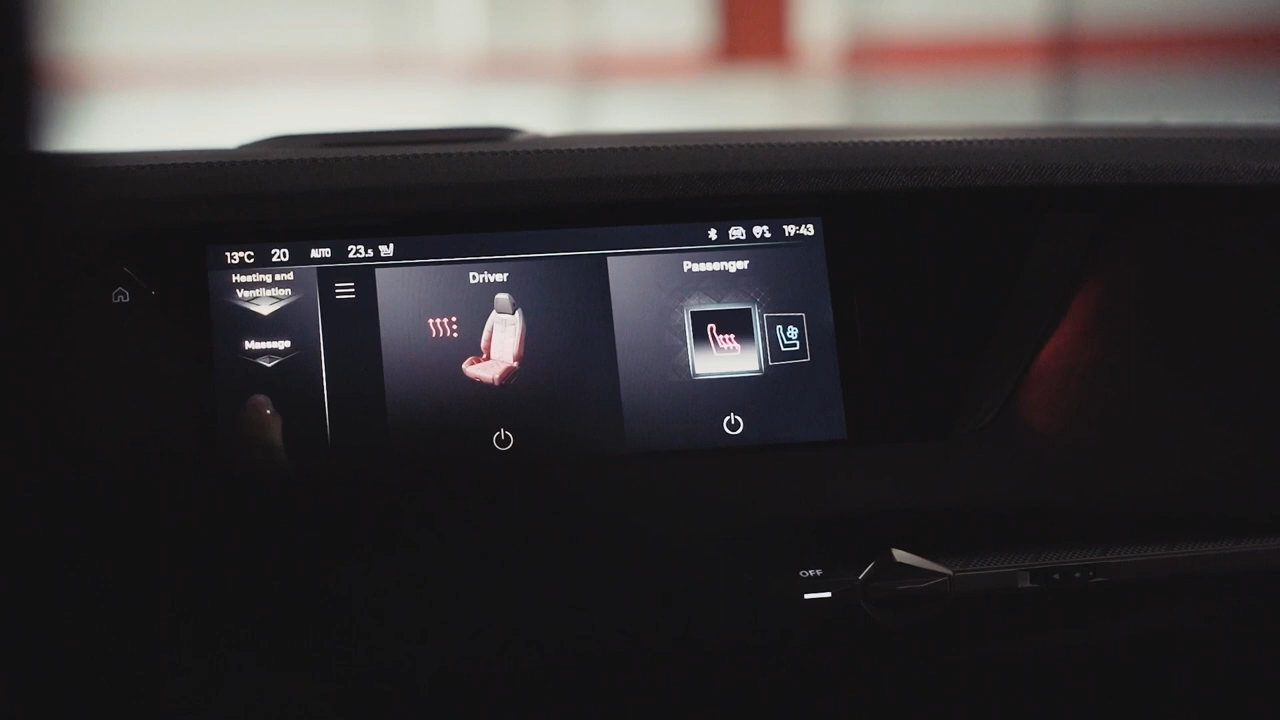 13°C 20 AUTO 23.5 19:43
Heating and
Ventilation
Massage
Driver
Passenger
OFF